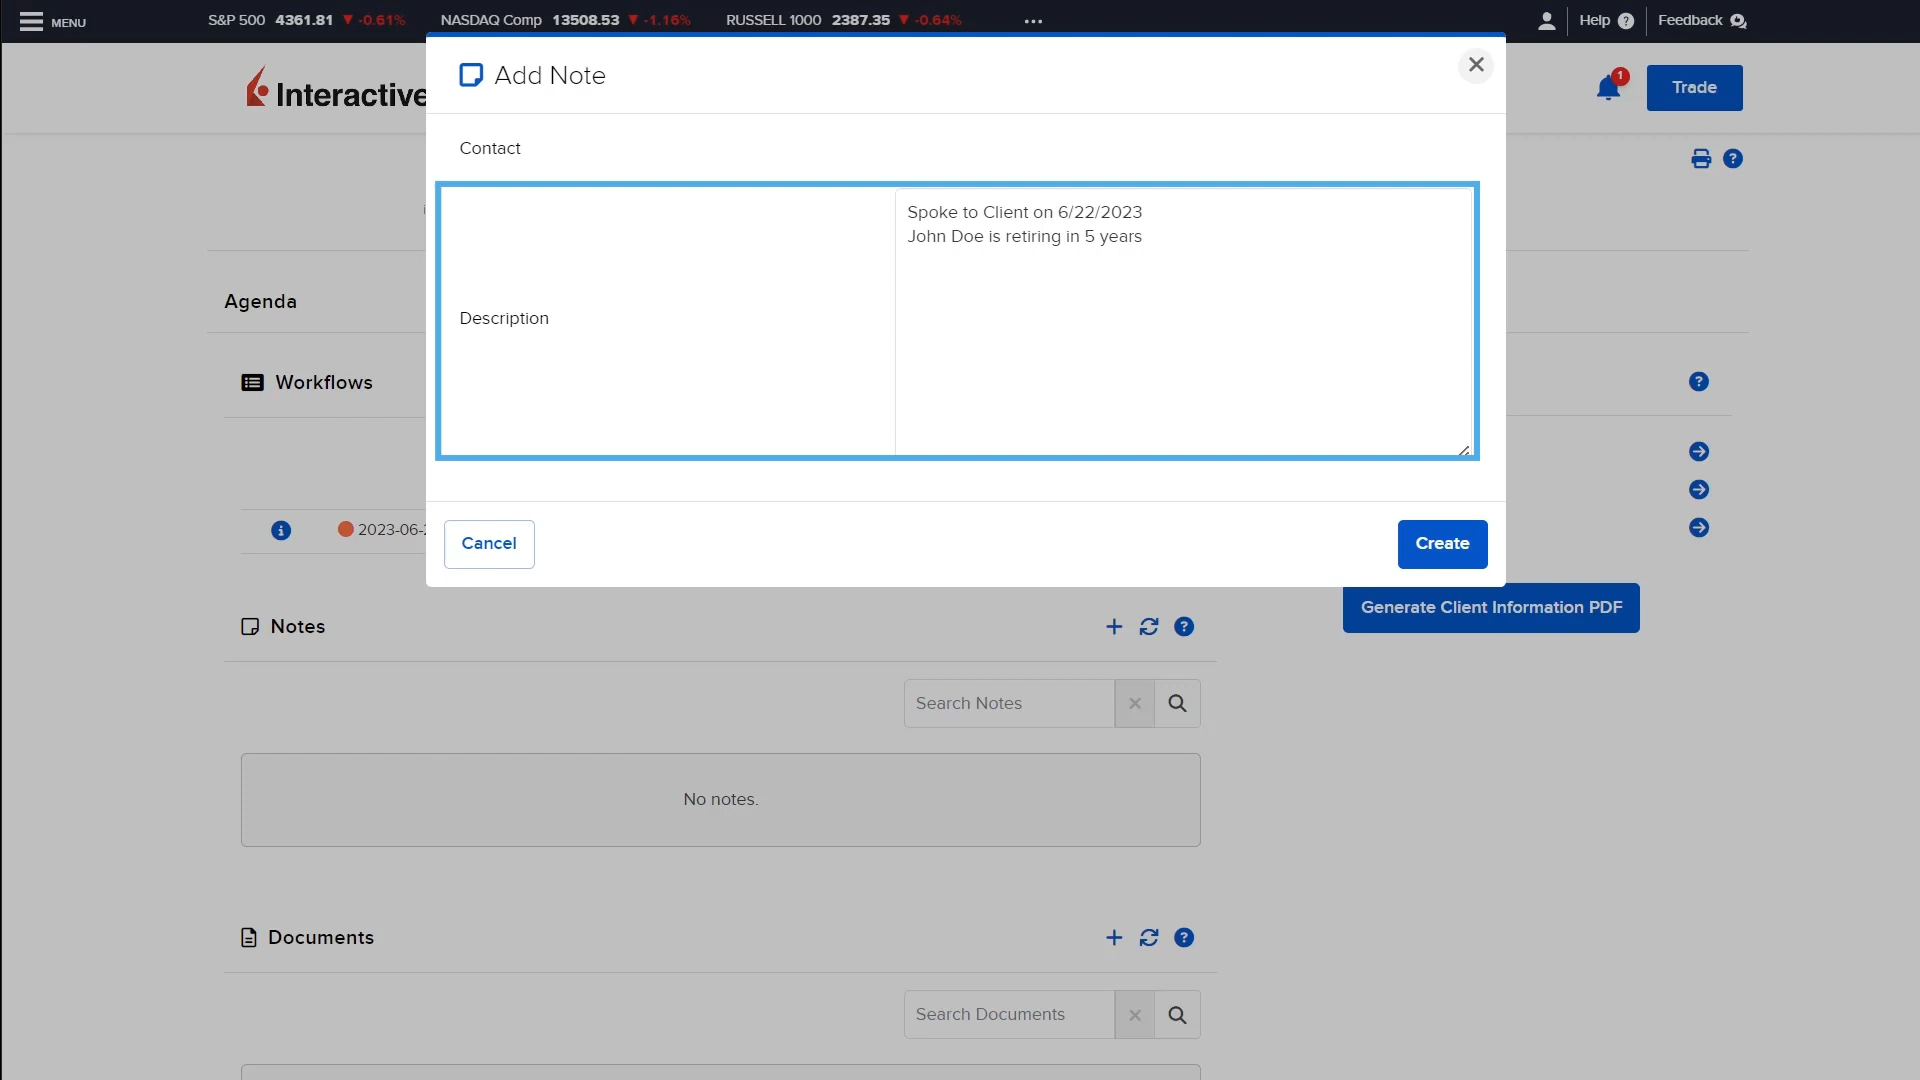 MENU
S&P 500 4361.81 ▼ -0.61%
NASDAQ Comp 13508.53 ▼ -1.16%
RUSSELL 1000 2387.35 ▼ -0.64%
...
Help ?
Feedback
Interactive
1
Trade
Add Note
Contact
Description
Spoke to Client on 6/22/2023
John Doe is retiring in 5 years
Cancel
Create
Agenda
Workflows
2023-06-
Generate Client Information PDF
Notes
Search Notes
No notes.
Documents
Search Documents